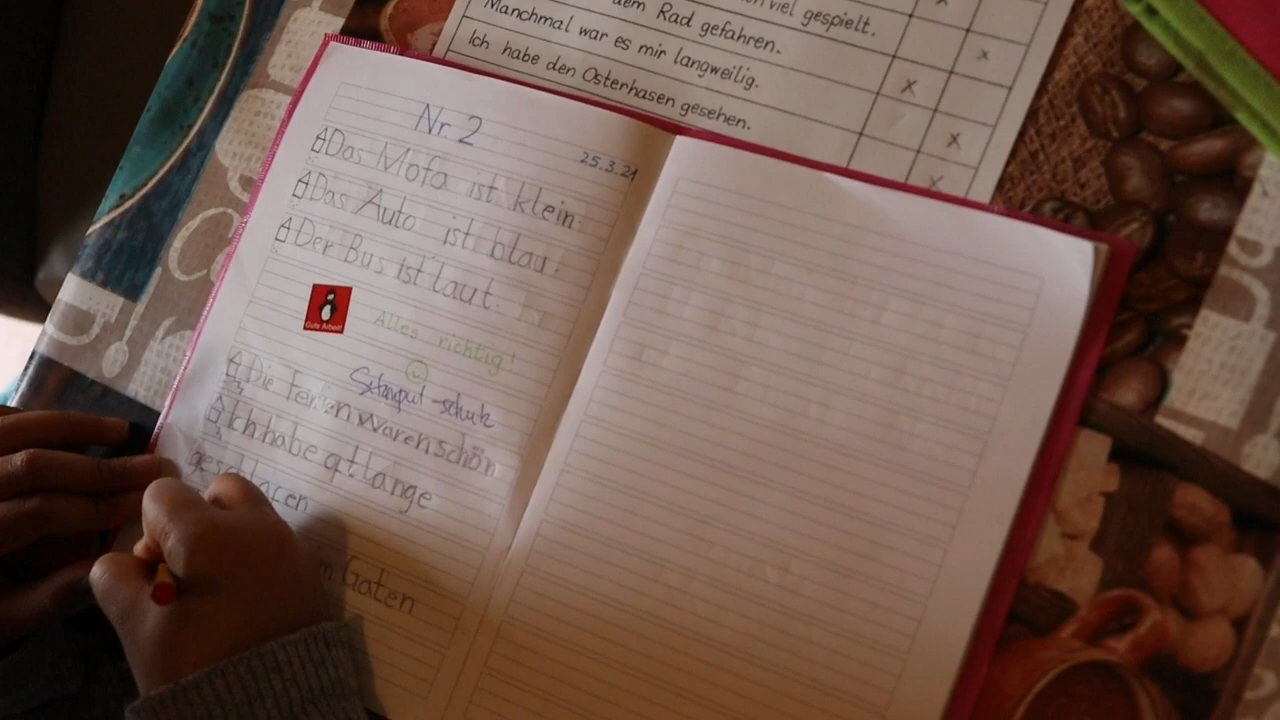 viel gespielt.
dem Rad gefahren.
Manchmal war es mir langweilig.
Ich habe den Osterhasen gesehen.
Nr. 2
25.3.21
Das Mofa ist klein.
Das Auto ist blau.
Der Bus ist laut.
Gute Arbeit!
Alles richtig!
Die Ferien waren schön
Ich habe lange
Gaten